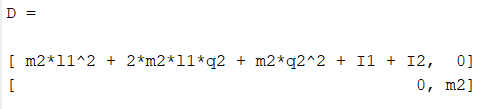 D =
[ m2*l1^2 + 2*m2*l1*q2 + m2*q2^2 + I1 + I2,  0]
[                                         0, m2]